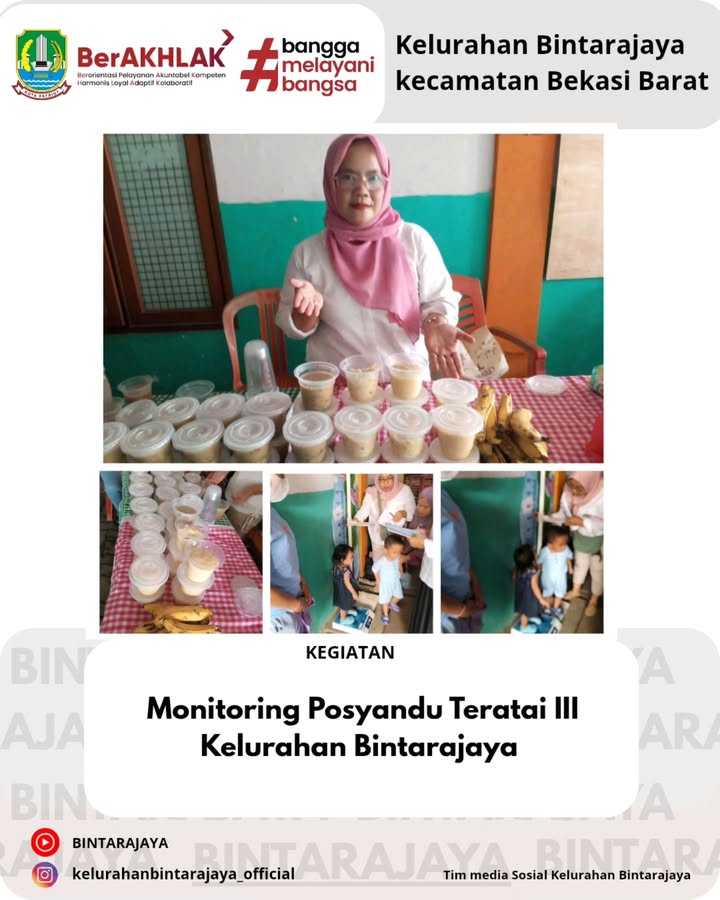 BerAKHLAK
Berorientasi Pelayanan Akuntabel Kompeten
Harmonis Loyal Adaptif Kolaboratif
#bangga
melayani
bangsa
Kelurahan Bintarajaya
kecamatan Bekasi Barat
KEGIATAN
Monitoring Posyandu Teratai III
Kelurahan Bintarajaya
BINTARAJAYA
kelurahanbintarajaya_official
Tim media Sosial Kelurahan Bintarajaya
BINTARAJAYA